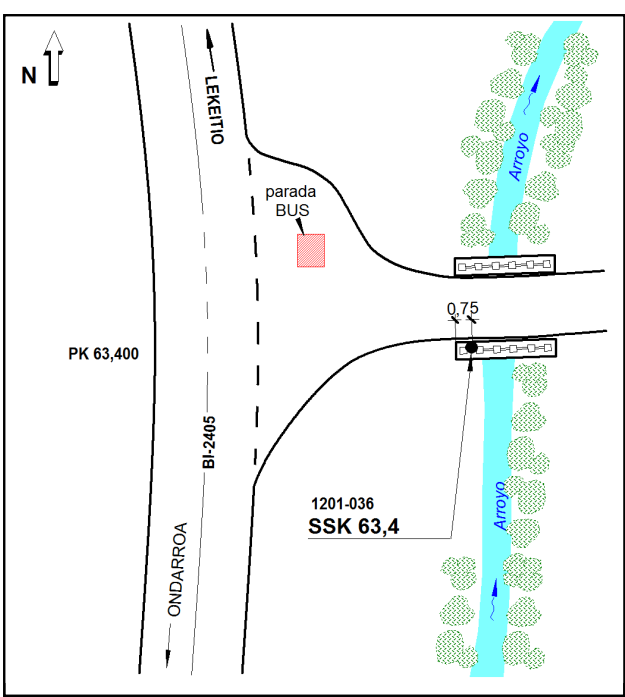 N
LEKEITIO
parada
BUS
Arroyo
0,75
PK 63,400
BI-2405
1201-036
SSK 63,4
Arroyo
ONDARROA